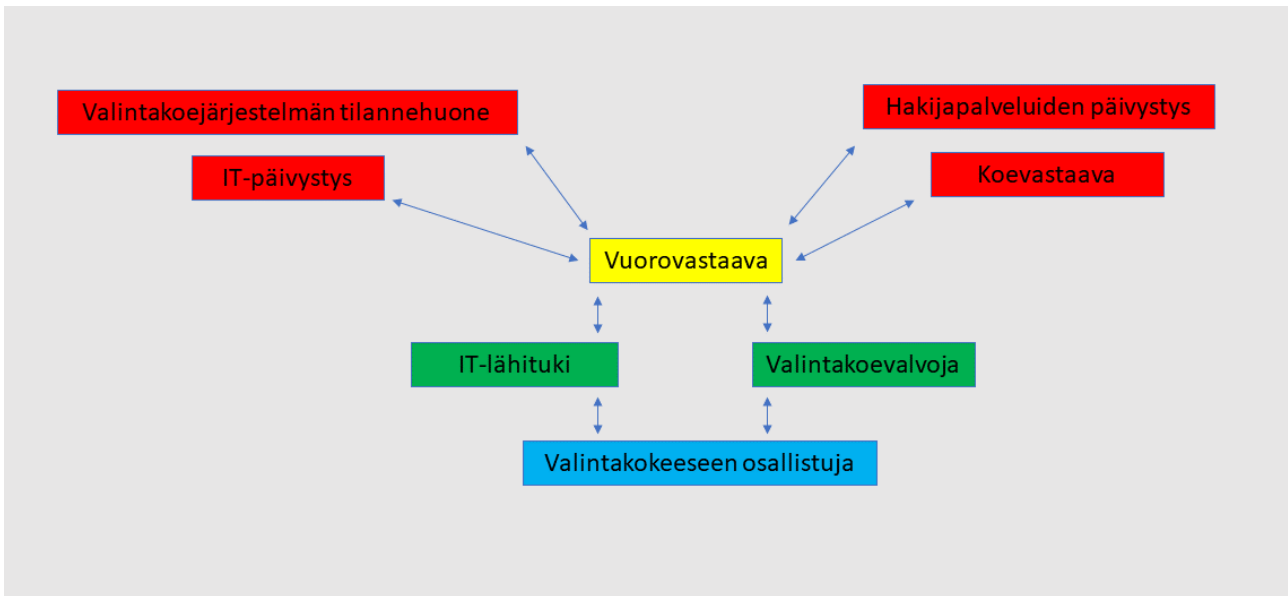 Valintakoejärjestelmän tilannehuone
Hakijapalveluiden päivystys
IT-päivystys
Koevastaava
Vuorovastaava
IT-lähituki
Valintakoevalvoja
Valintakokeeseen osallistuja